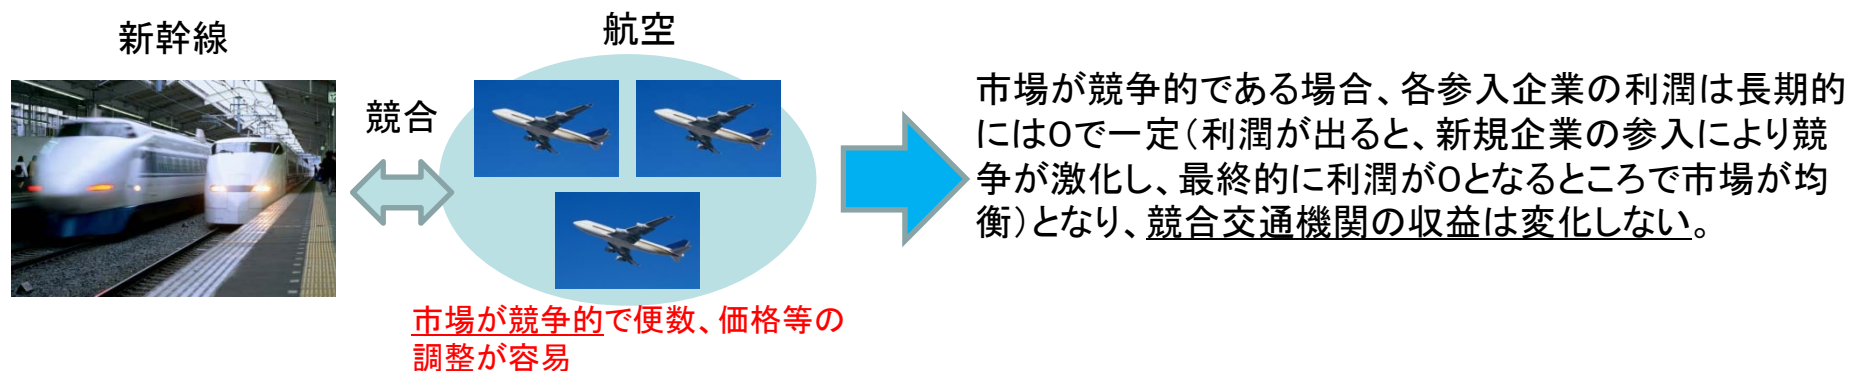 新幹線
航空
競合
市場が競争的で便数、価格等の
調整が容易
市場が競争的である場合、各参入企業の利潤は長期的
には0で一定（利潤が出ると、新規企業の参入により競
争が激化し、最終的に利潤が0となるところで市場が均
衡）となり、競合交通機関の収益は変化しない。